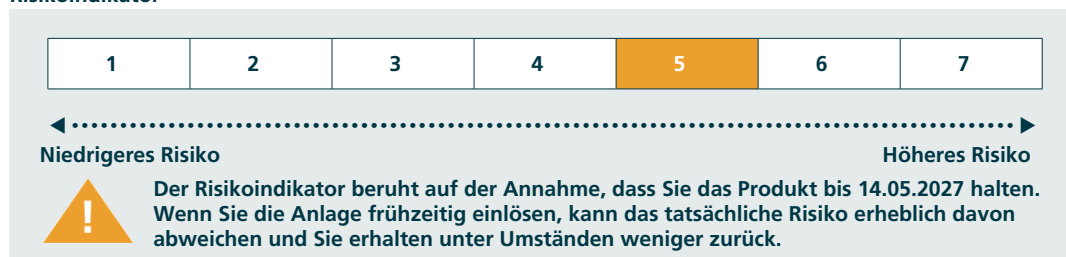 1 2 3 4 5 6 7
Niedrigeres Risiko Höheres Risiko
! Der Risikoindikator beruht auf der Annahme, dass Sie das Produkt bis 14.05.2027 halten.
Wenn Sie die Anlage frühzeitig einlösen, kann das tatsächliche Risiko erheblich davon
abweichen und Sie erhalten unter Umständen weniger zurück.